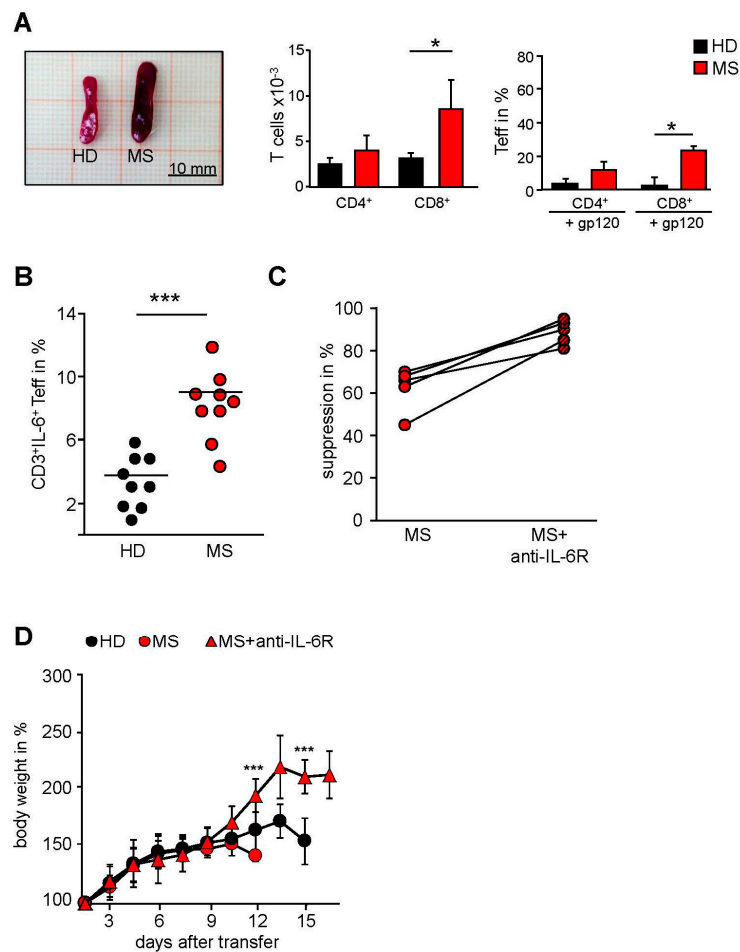 A
HD
MS
10 mm
T cells x10-3
15
10
5
0
*
CD4+
CD8+
HD
MS
Teff in %
80
60
40
20
0
*
CD4+
CD8+
+ gp120
+ gp120
B
***
CD3+IL-6+ Teff in %
14
10
6
2
HD
MS
C
suppression in %
100
80
60
40
20
0
MS
MS+
anti-IL-6R
D
HD
MS
MS+anti-IL-6R
body weight in %
300
250
200
150
100
***
***
3
6
9
12
15
days after transfer